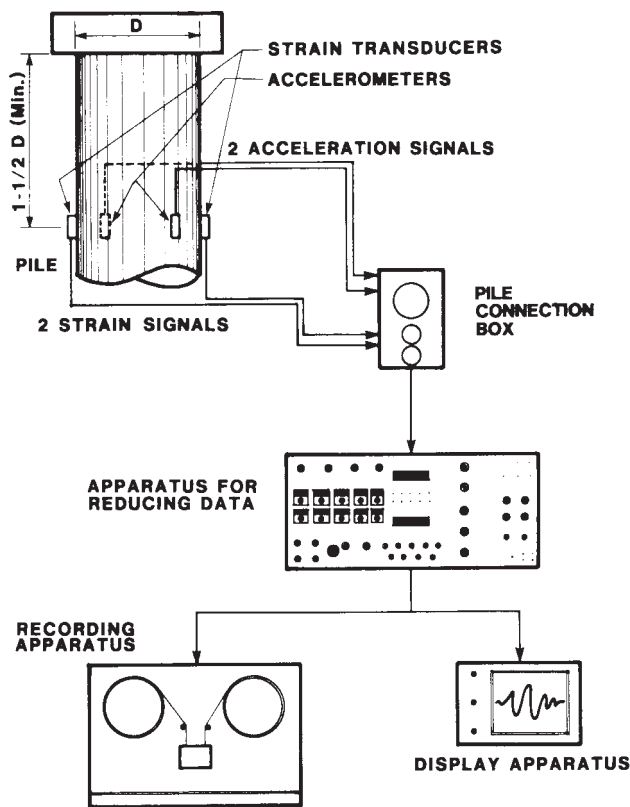 D
STRAIN TRANSDUCERS
ACCELEROMETERS
1-1/2 D (Min.)
2 ACCELERATION SIGNALS
PILE
2 STRAIN SIGNALS
PILE
CONNECTION
BOX
APPARATUS FOR
REDUCING DATA
RECORDING
APPARATUS
DISPLAY APPARATUS